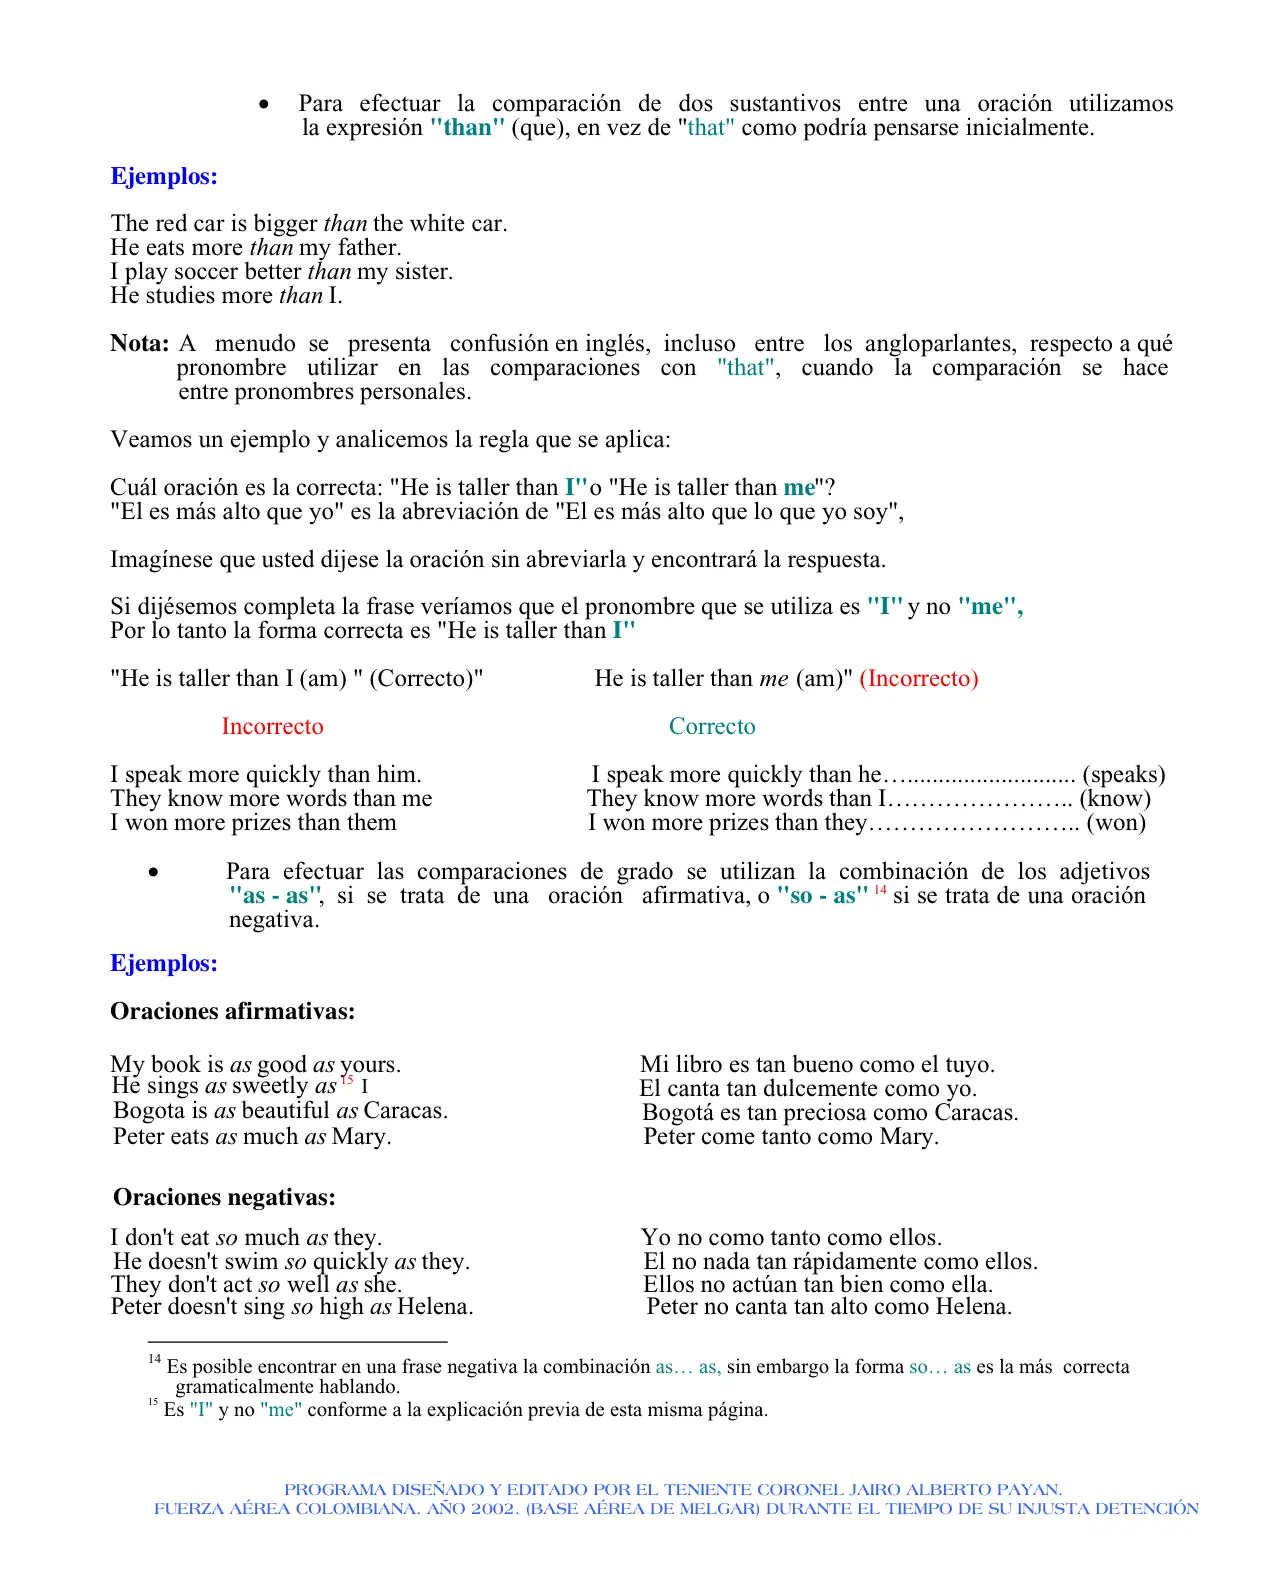 • Para efectuar la comparación de dos sustantivos entre una oración utilizamos
la expresión "than" (que), en vez de "that" como podría pensarse inicialmente.
Ejemplos:
The red car is bigger than the white car.
He eats more than my father.
I play soccer better than my sister.
He studies more than I.
Nota: A menudo se presenta confusión en inglés, incluso entre los angloparlantes, respecto a qué
pronombre utilizar en las comparaciones con "that", cuando la comparación se hace
entre pronombres personales.
Veamos un ejemplo y analicemos la regla que se aplica:
Cuál oración es la correcta: "He is taller than I" o "He is taller than me"?
"El es más alto que yo" es la abreviación de "El es más alto que lo que yo soy",
Imagínese que usted dijese la oración sin abreviarla y encontrará la respuesta.
Si dijésemos completa la frase veríamos que el pronombre que se utiliza es "I" y no "me",
Por lo tanto la forma correcta es "He is taller than I"
"He is taller than I (am) " (Correcto)" He is taller than me (am)" (Incorrecto)
Incorrecto Correcto
I speak more quickly than him. I speak more quickly than he…........................... (speaks)
They know more words than me They know more words than I………………….. (know)
I won more prizes than them I won more prizes than they…………………….. (won)
• Para efectuar las comparaciones de grado se utilizan la combinación de los adjetivos
"as - as", si se trata de una oración afirmativa, o "so - as" 14 si se trata de una oración
negativa.
Ejemplos:
Oraciones afirmativas:
My book is as good as yours. Mi libro es tan bueno como el tuyo.
He sings as sweetly as 15 I El canta tan dulcemente como yo.
Bogota is as beautiful as Caracas. Bogotá es tan preciosa como Caracas.
Peter eats as much as Mary. Peter come tanto como Mary.
Oraciones negativas:
I don't eat so much as they. Yo no como tanto como ellos.
He doesn't swim so quickly as they. El no nada tan rápidamente como ellos.
They don't act so well as she. Ellos no actúan tan bien como ella.
Peter doesn't sing so high as Helena. Peter no canta tan alto como Helena.
14 Es posible encontrar en una frase negativa la combinación as… as, sin embargo la forma so… as es la más correcta
gramaticalmente hablando.
15 Es "I" y no "me" conforme a la explicación previa de esta misma página.
PROGRAMA DISEÑADO Y EDITADO POR EL TENIENTE CORONEL JAIRO ALBERTO PAYAN.
FUERZA AÉREA COLOMBIANA. AÑO 2002. (BASE AÉREA DE MELGAR) DURANTE EL TIEMPO DE SU INJUSTA DETENCIÓN